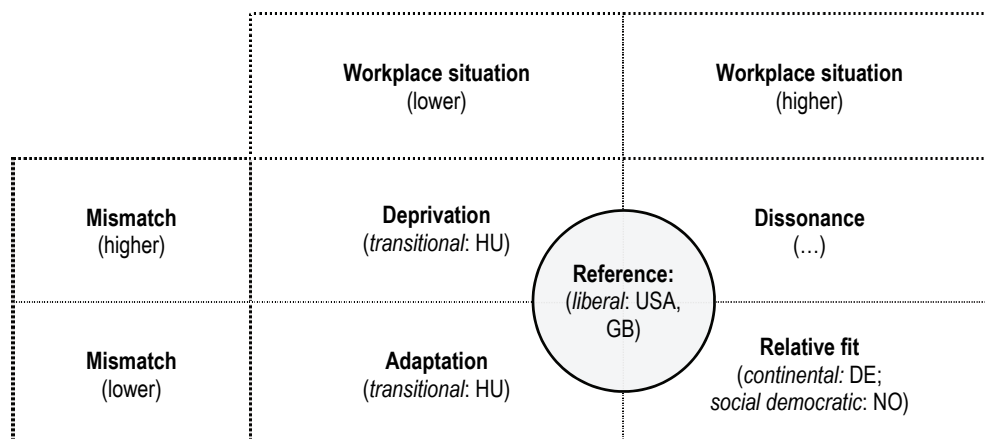 Workplace situation
(lower)
Workplace situation
(higher)
Mismatch
(higher)
Deprivation
(transitional: HU)
Dissonance
(…)
Reference:
(liberal: USA,
GB)
Mismatch
(lower)
Adaptation
(transitional: HU)
Relative fit
(continental: DE;
social democratic: NO)